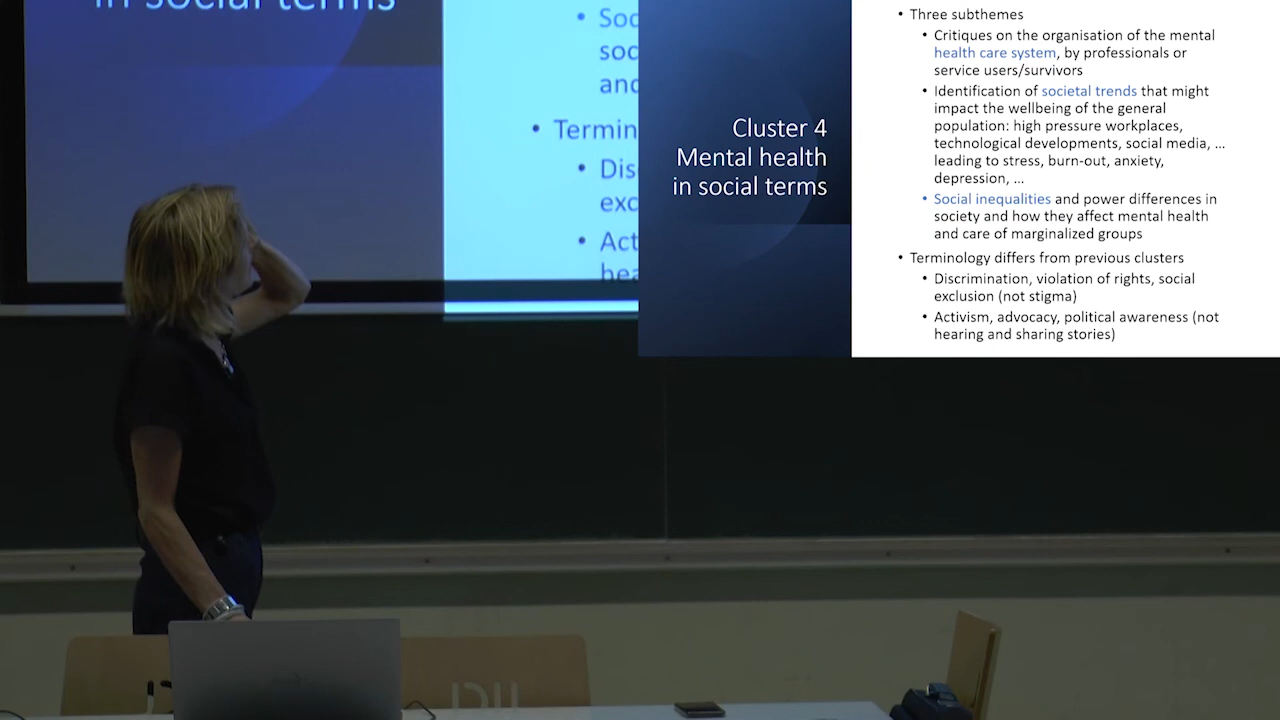 in social terms
Soc
soc
and
Termin
Dis
exc
Act
hea
Cluster 4
Mental health
in social terms
• Three subthemes
• Critiques on the organisation of the mental
health care system, by professionals or
service users/survivors
• Identification of societal trends that might
impact the wellbeing of the general
population: high pressure workplaces,
technological developments, social media, …
leading to stress, burn-out, anxiety,
depression, …
• Social inequalities and power differences in
society and how they affect mental health
and care of marginalized groups
• Terminology differs from previous clusters
• Discrimination, violation of rights, social
exclusion (not stigma)
• Activism, advocacy, political awareness (not
hearing and sharing stories)